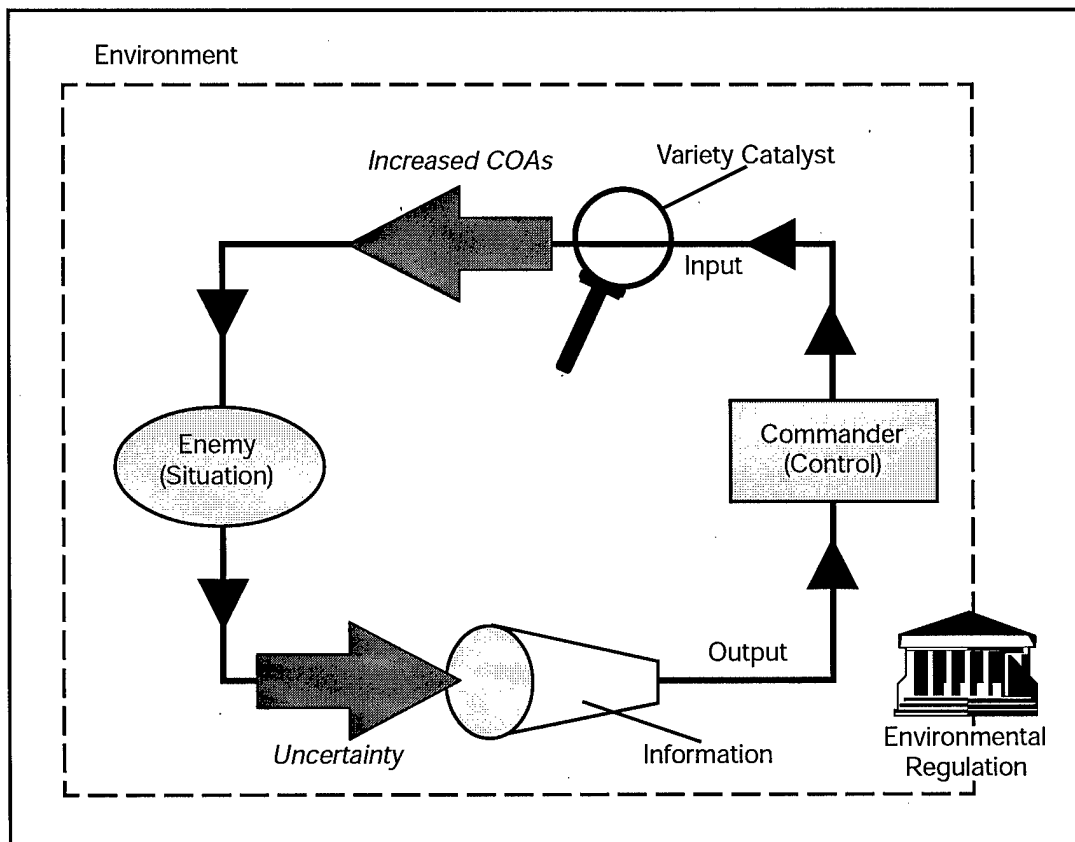 Environment
Increased COAs
Variety Catalyst
Input
Enemy
(Situation)
Commander
(Control)
Output
Uncertainty
Information
Environmental
Regulation